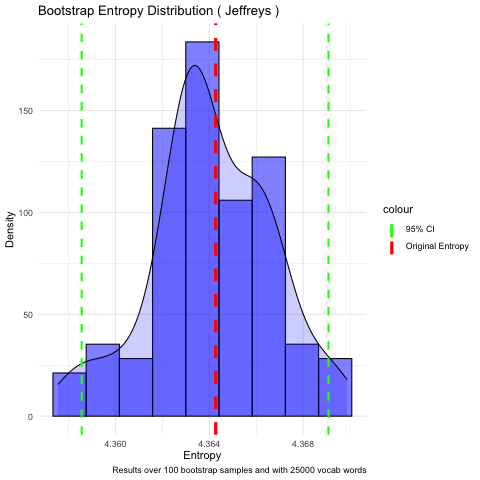 Bootstrap Entropy Distribution ( Jeffreys )
Density
150
100
50
0
4.360
4.364
4.368
Entropy
Results over 100 bootstrap samples and with 25000 vocab words
colour
95% CI
Original Entropy